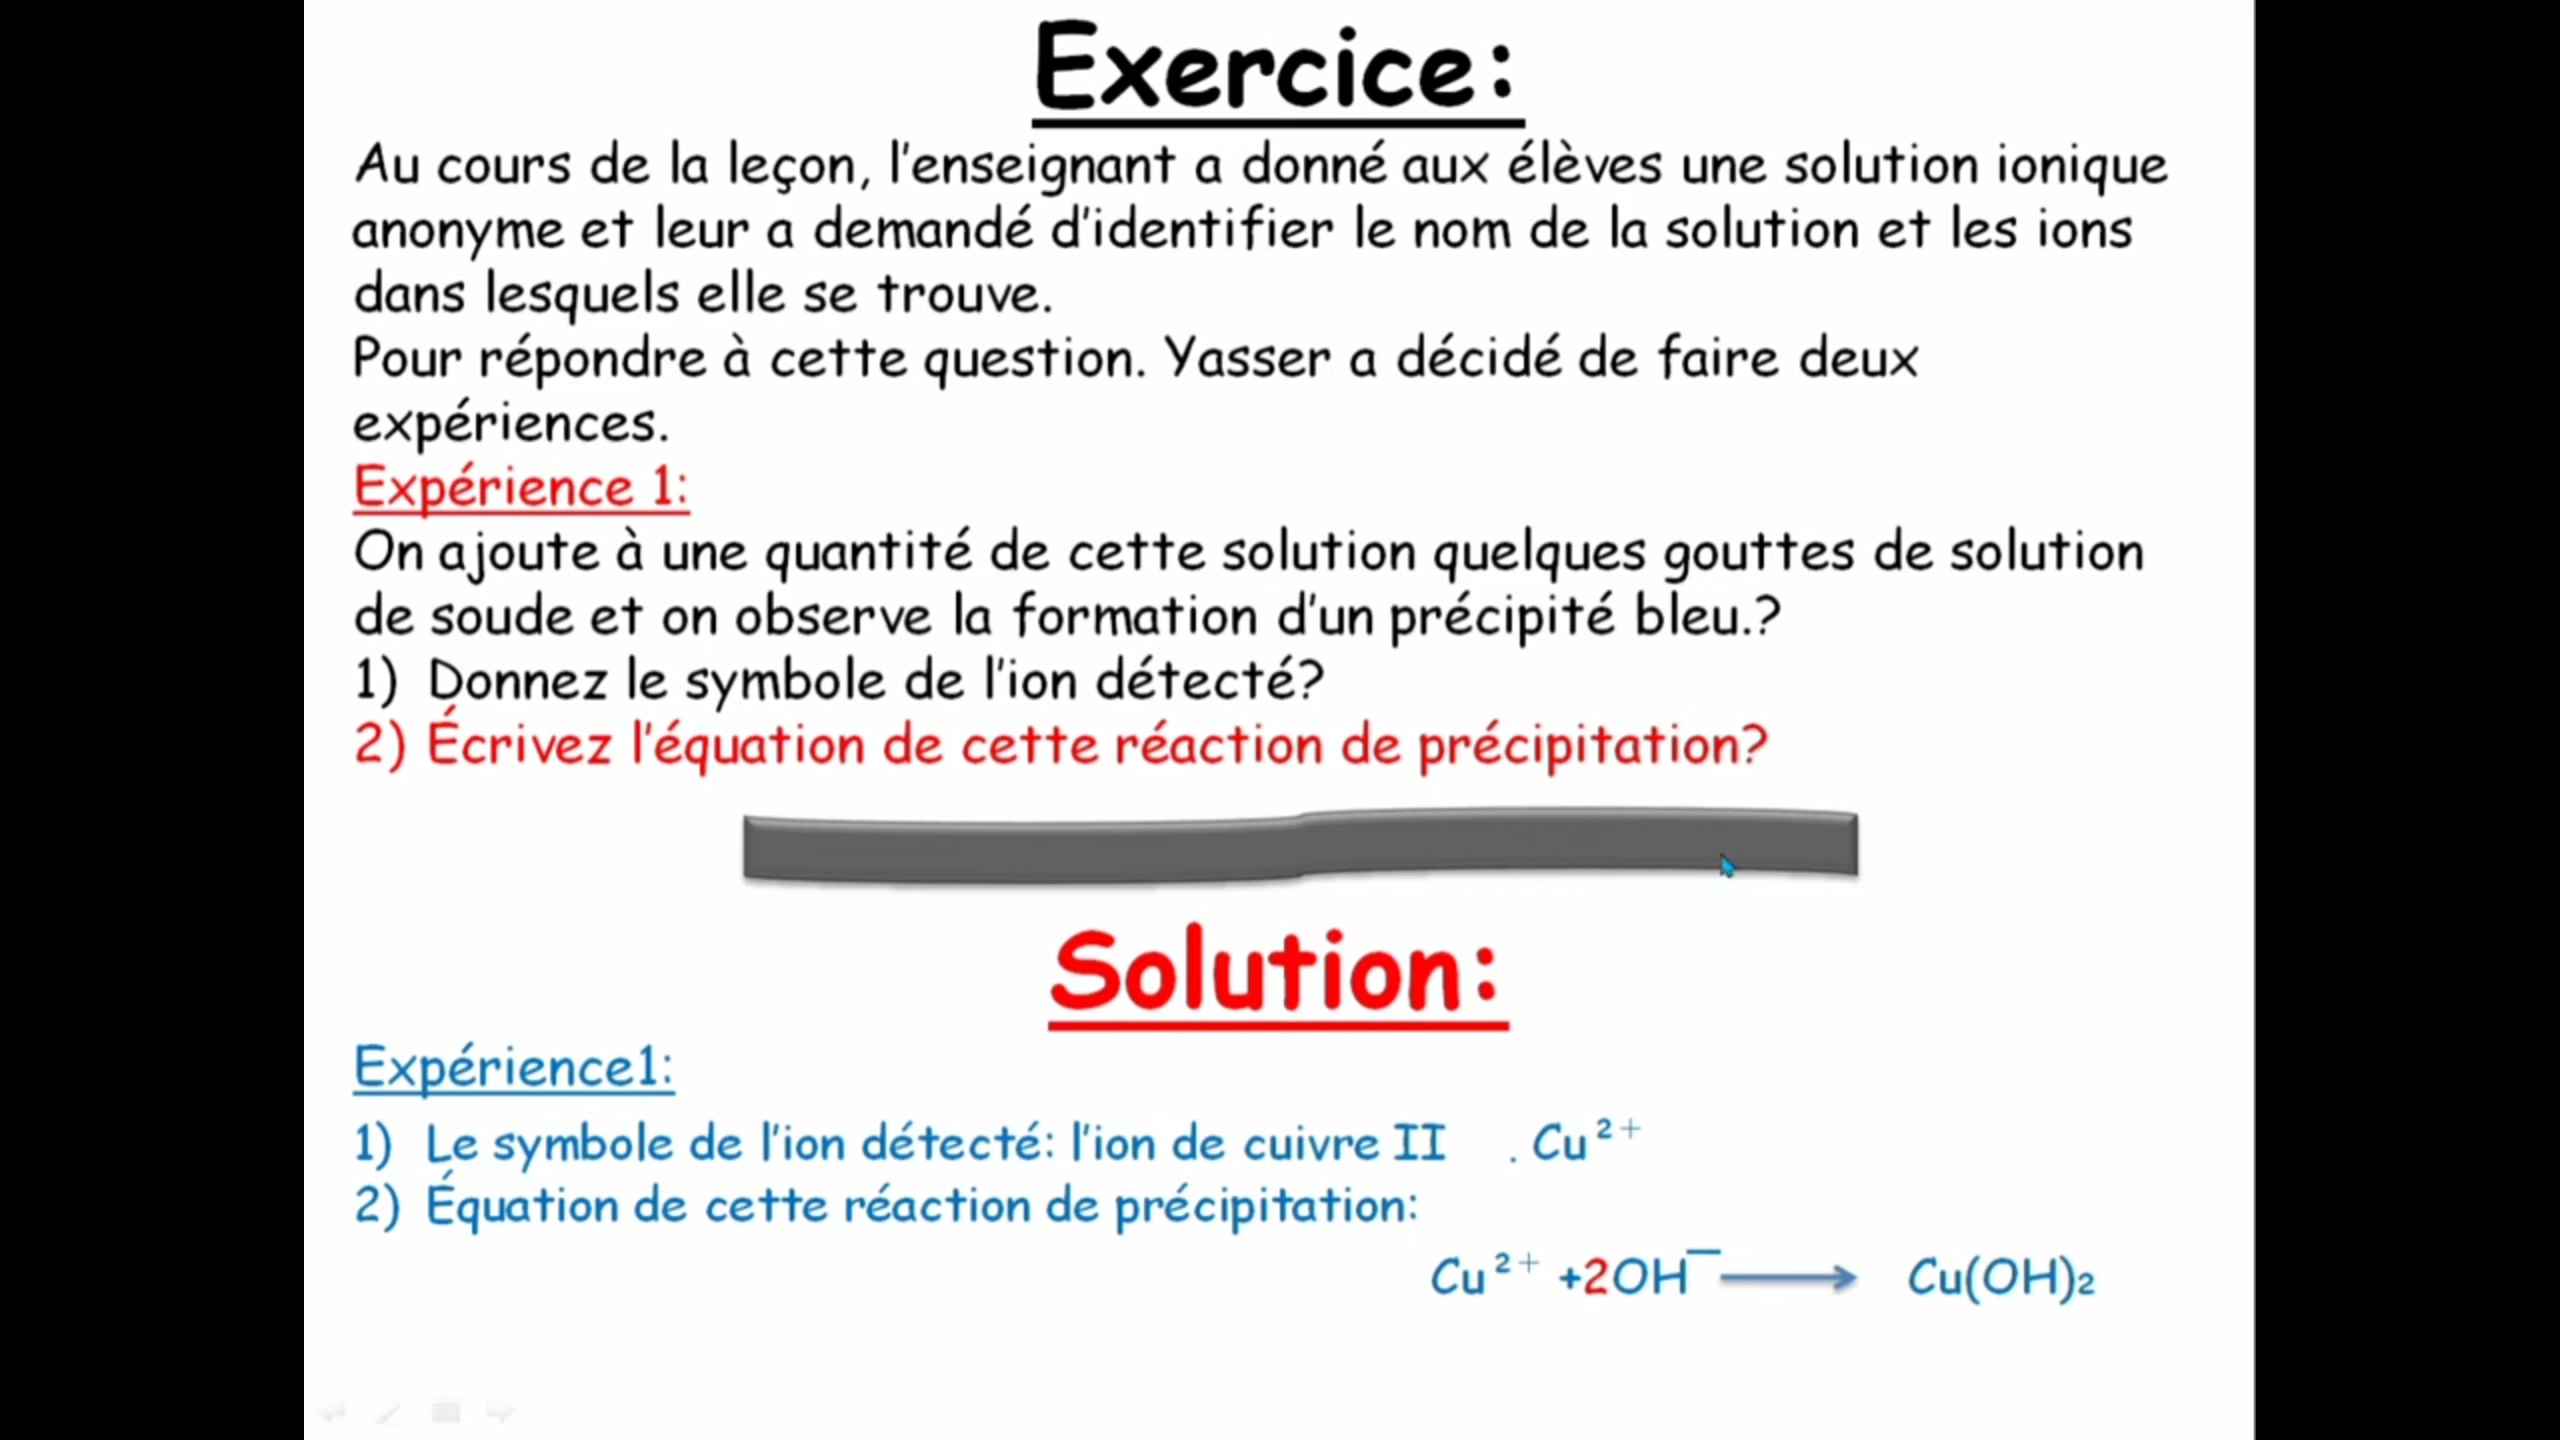 Exercice:
Au cours de la leçon, l'enseignant a donné aux élèves une solution ionique
anonyme et leur a demandé d'identifier le nom de la solution et les ions
dans lesquels elle se trouve.
Pour répondre à cette question. Yasser a décidé de faire deux
expériences.
Expérience 1:
On ajoute à une quantité de cette solution quelques gouttes de solution
de soude et on observe la formation d'un précipité bleu.?
1) Donnez le symbole de l'ion détecté?
2) Écrivez l'équation de cette réaction de précipitation?
Solution:
Expérience1:
1) Le symbole de l'ion détecté: l'ion de cuivre II . Cu²⁺
2) Équation de cette réaction de précipitation:
Cu²⁺ +2OH⁻ ⟶ Cu(OH)₂